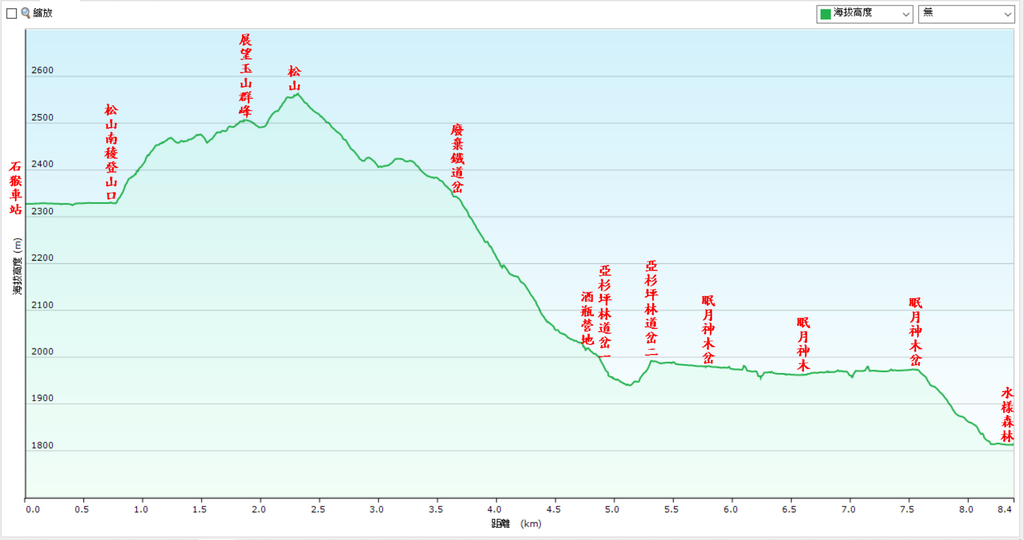 縮放
海拔高度
無
展望玉山群峰
松山
松山南稜登山口
廢棄鐵道岔
石猴車站
亞杉坪林道岔一
亞杉坪林道岔二
酒瓶營地
眠月神木岔
眠月神木
眠月神木岔
水樣森林
2600
2500
2400
2300
2200
2100
2000
1900
1800
海拔高度 (m)
0.0 0.5 1.0 1.5 2.0 2.5 3.0 3.5 4.0 4.5 5.0 5.5 6.0 6.5 7.0 7.5 8.0 8.4
距離 (km)